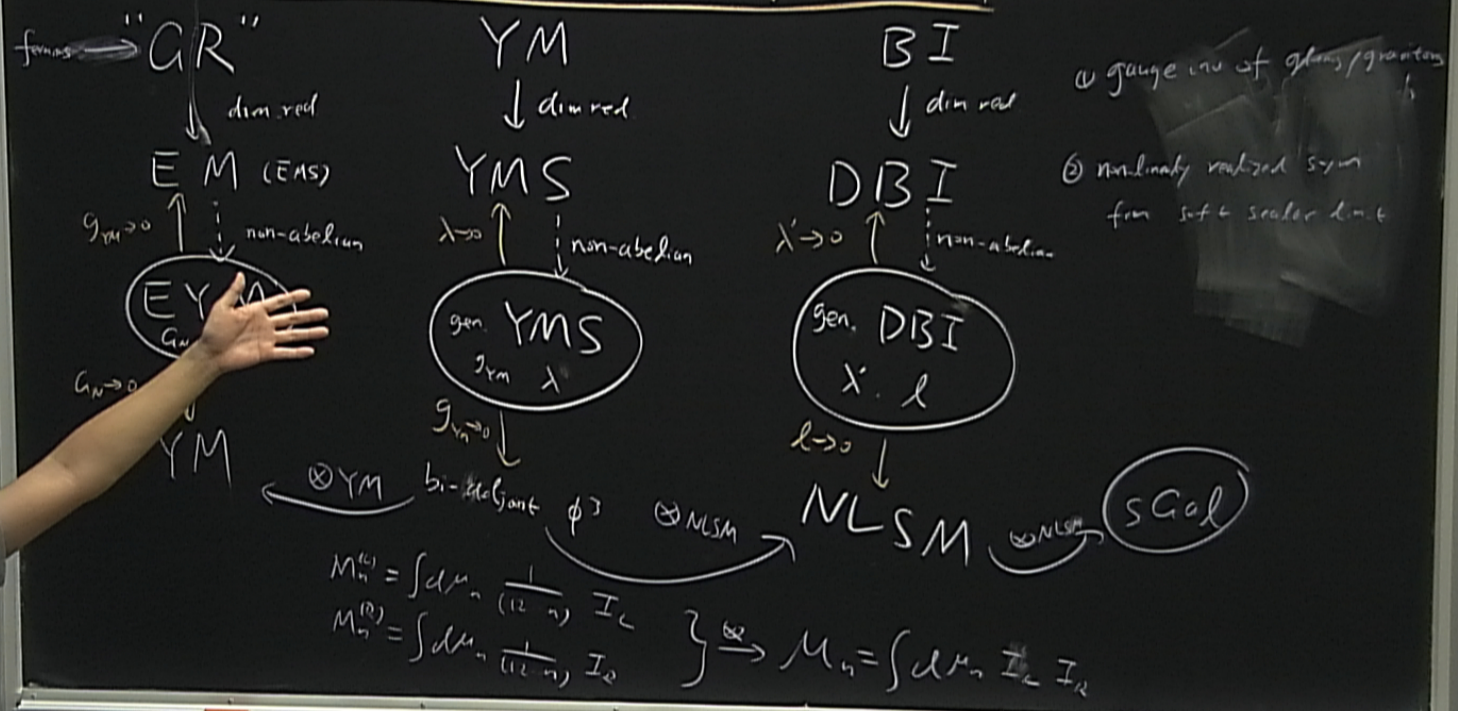 "GR"
dim red
EM (EMS)
g_YM→0
non-abelian
EY
G_N
G_N→0
YM
YM
dim red
YMS
λ→0
non-abelian
gen. YMS
g_YM λ
g_YM→0
bi-adjoint φ³
BI
dim red
DBI
λ→0
non-abelian
gen. DBI
λ. l
l→0
NLSM
⊗YM
⊗NLSM
⊗NLSM
sGal
① gauge inv of gluons/gravitons
② nonlinearly realized sym
from soft scalar limit
M_n^(L) = ∫dμ_n 1/(12 n) I_L
M_n^(R) = ∫dμ_n 1/(12 n) I_R
} ⊗→ M_n = ∫dμ_n I_L I_R